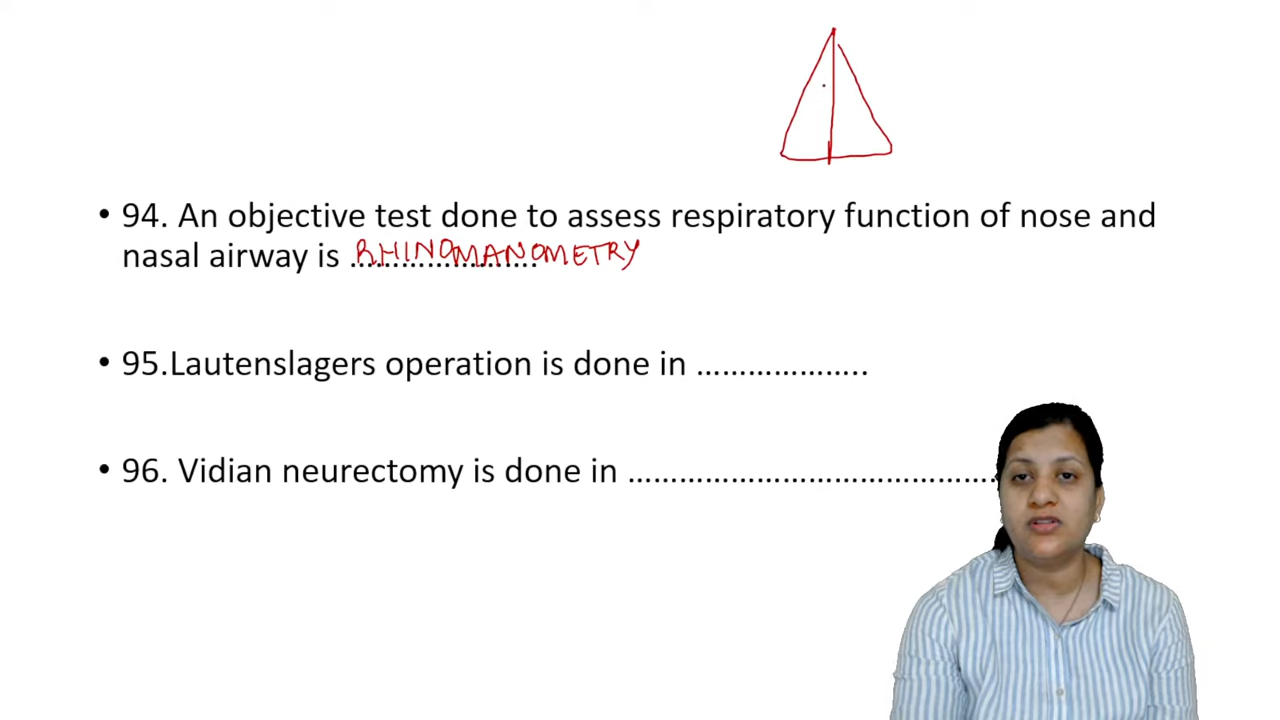 • 94. An objective test done to assess respiratory function of nose and
nasal airway is ...................... RHINOMANOMETRY
• 95.Lautenslagers operation is done in ………………..
• 96. Vidian neurectomy is done in ……………………………………